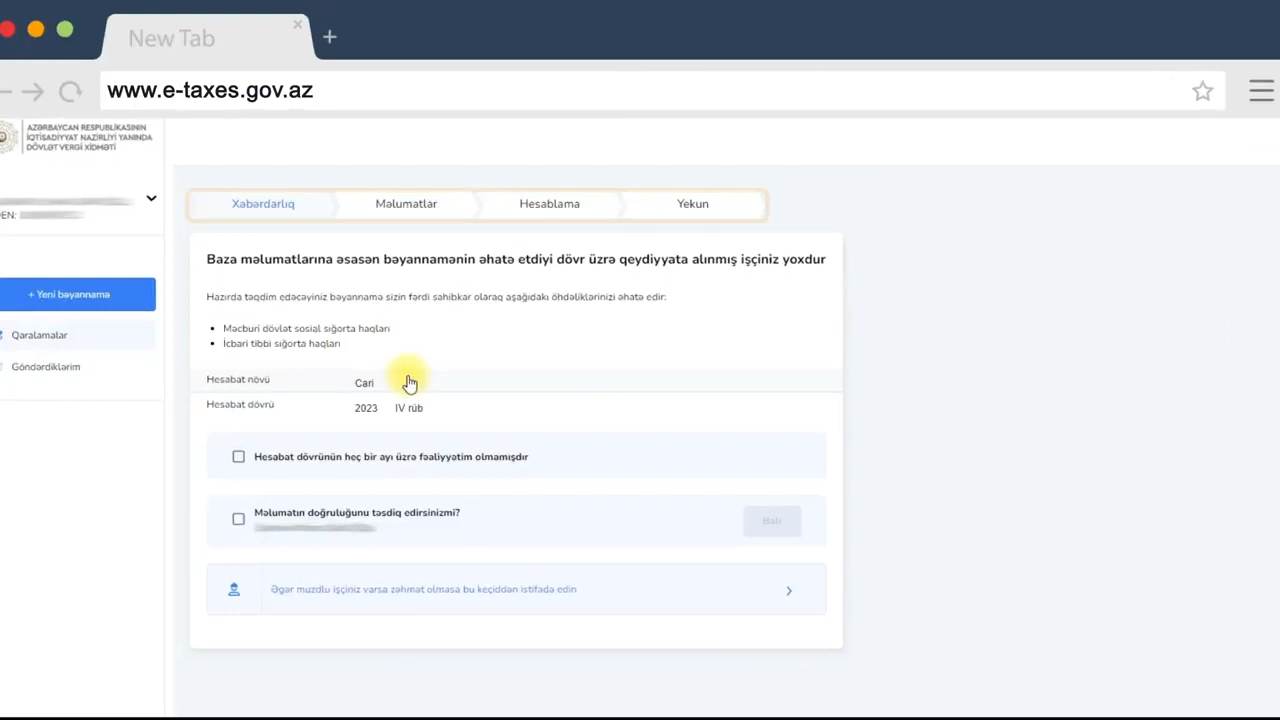 New Tab
www.e-taxes.gov.az
AZƏRBAYCAN RESPUBLİKASININ
İQTİSADİYYAT NAZİRLİYİ YANINDA
DÖVLƏT VERGİ XİDMƏTİ
ÖEN:
+ Yeni bəyannamə
Qaralamalar
Göndərdiklərim
Xəbərdarlıq
Məlumatlar
Hesablama
Yekun
Baza məlumatlarına əsasən bəyannamənin əhatə etdiyi dövr üzrə qeydiyyata alınmış işçiniz yoxdur
Hazırda təqdim edəcəyiniz bəyannamə sizin fərdi sahibkar olaraq aşağıdakı öhdəliklərinizi əhatə edir:
• Məcburi dövlət sosial sığorta haqları
• İcbari tibbi sığorta haqları
Hesabat növü Cari
Hesabat dövrü 2023 IV rüb
Hesabat dövrünün heç bir ayı üzrə fəaliyyətim olmamışdır
Məlumatın doğruluğunu təsdiq edirsinizmi?
Bəli
Əgər muzdlu işçiniz varsa zəhmət olmasa bu keçiddən istifadə edin